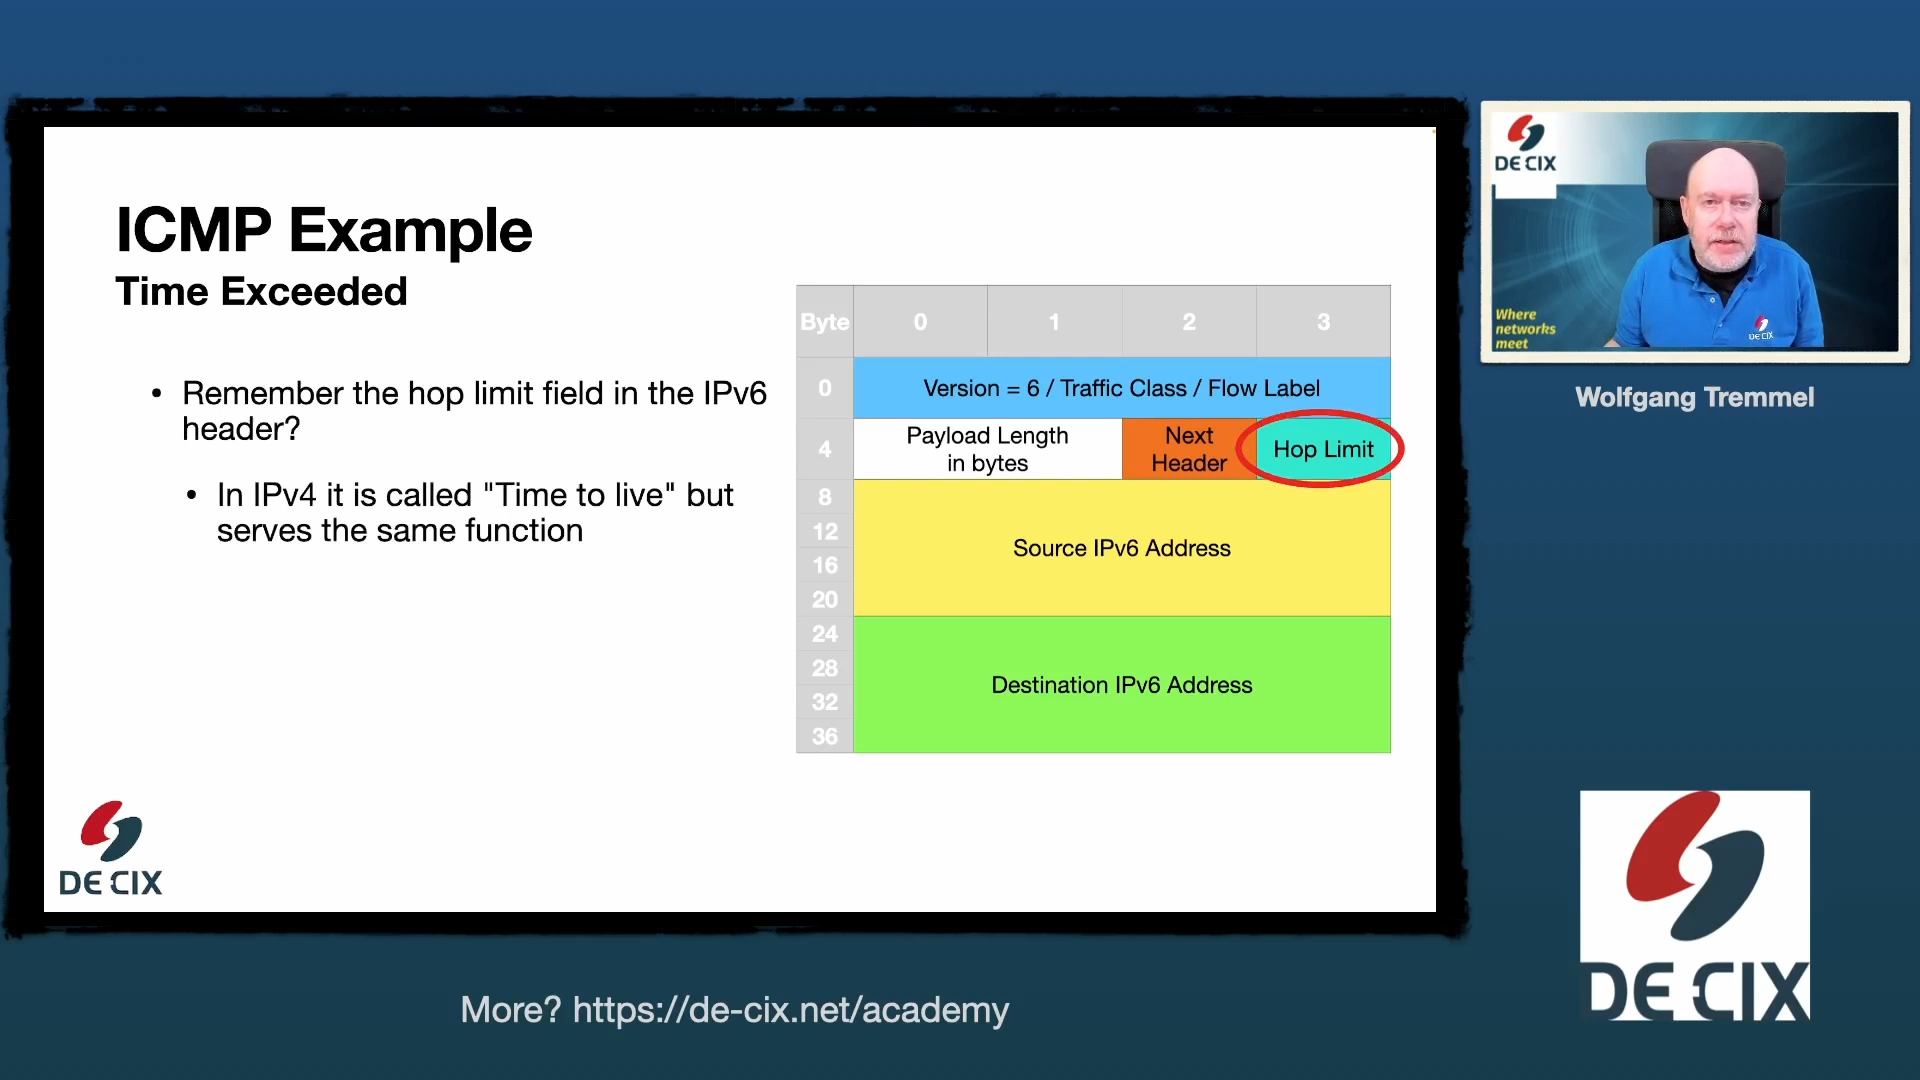 ICMP Example
Time Exceeded
• Remember the hop limit field in the IPv6
header?
• In IPv4 it is called "Time to live" but
serves the same function
Byte 0 1 2 3
0 Version = 6 / Traffic Class / Flow Label
4 Payload Length
in bytes
Next
Header
Hop Limit
8
12
16
20
Source IPv6 Address
24
28
32
36
Destination IPv6 Address
DE CIX
DE CIX
Where
networks
meet
DE CIX
Wolfgang Tremmel
DE CIX
More? https://de-cix.net/academy